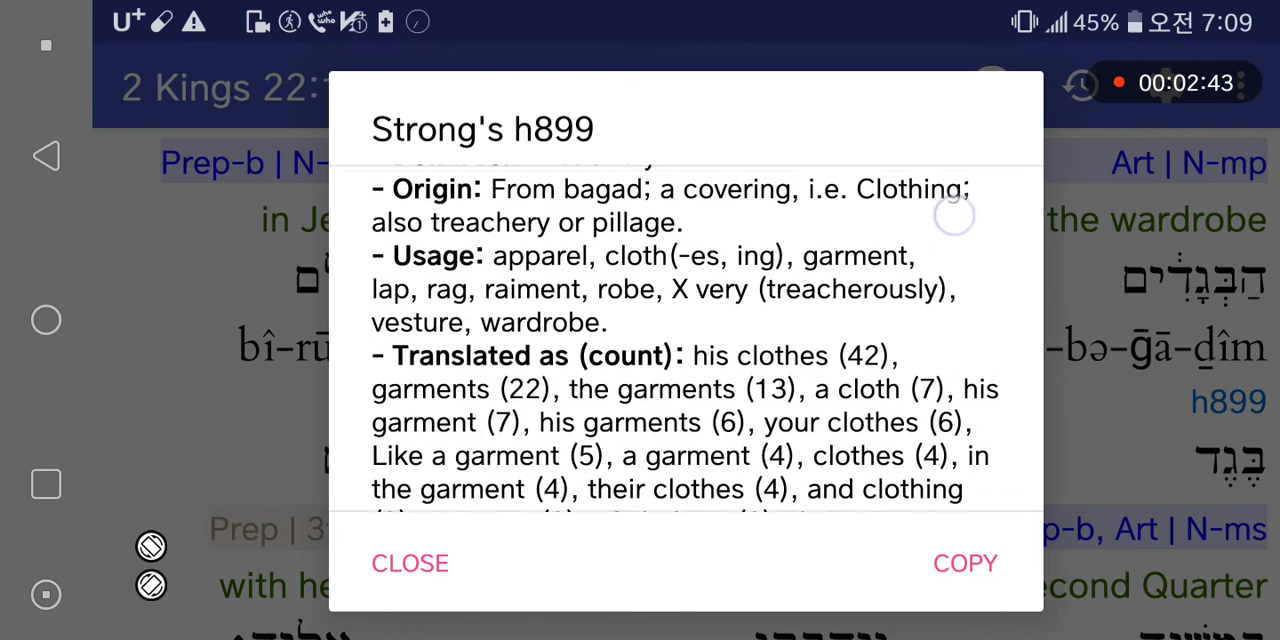 U+ 45% 오전 7:09
2 Kings 22:
00:02:43
Strong's h899
Prep-b | N-
Art | N-mp
- Origin: From bagad; a covering, i.e. Clothing;
also treachery or pillage.
in Je
the wardrobe
- Usage: apparel, cloth(-es, ing), garment,
lap, rag, raiment, robe, X very (treacherously),
vesture, wardrobe.
הַבְּגָדִ֔ים
bî-rū
-bə-ḡā-ḏîm
- Translated as (count): his clothes (42),
garments (22), the garments (13), a cloth (7), his
garment (7), his garments (6), your clothes (6),
Like a garment (5), a garment (4), clothes (4), in
the garment (4), their clothes (4), and clothing
h899
בֶּגֶד
Prep | 3
p-b, Art | N-ms
CLOSE
COPY
with he
econd Quarter